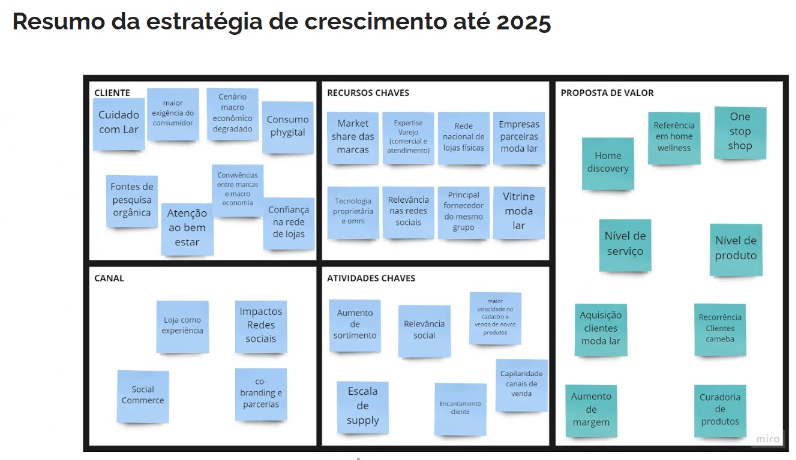 Resumo da estratégia de crescimento até 2025
CLIENTE
Cuidado
com Lar
maior
exigência do
consumidor
Cenário
macro
econômico
degradado
Consumo
phygital
Fontes de
pesquisa
orgânica
Atenção
ao bem
estar
Convivências
entre marcas
e macro
economia
Confiança
na rede
de lojas
RECURSOS CHAVES
Market
share das
marcas
Expertise
Varejo
(comercial e
atendimento)
Rede
nacional de
lojas físicas
Empresas
parceiras
moda lar
Tecnologia
proprietária
e omni
Relevância
nas redes
sociais
Principal
fornecedor
do mesmo
grupo
Vitrine
moda
lar
PROPOSTA DE VALOR
Home
discovery
Referência
em home
wellness
One
stop
shop
Nível de
serviço
Nível de
produto
Aquisição
clientes
moda lar
Recorrência
Clientes
cameba
Aumento
de
margem
Curadoria
de
produtos
CANAL
Loja como
experiência
Impactos
Redes
sociais
Social
Commerce
co-
branding e
parcerias
ATIVIDADES CHAVES
Aumento
de
sortimento
Relevância
social
maior
velocidade no
cadastro e
venda de novos
produtos
Escala
de
supply
Encantamento
cliente
Capilaridade
canais de
venda
miro